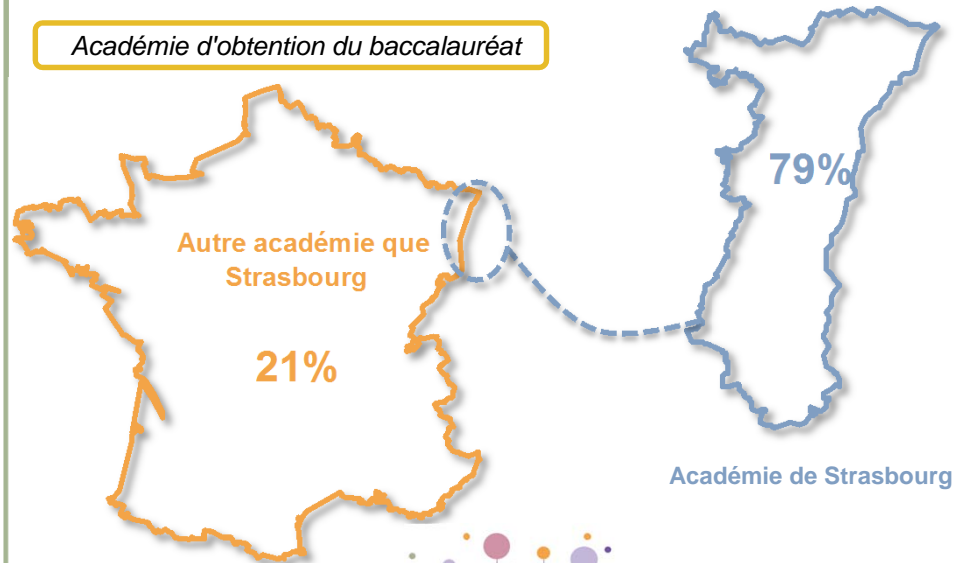 Académie d'obtention du baccalauréat
79%
Autre académie que
Strasbourg
21%
Académie de Strasbourg